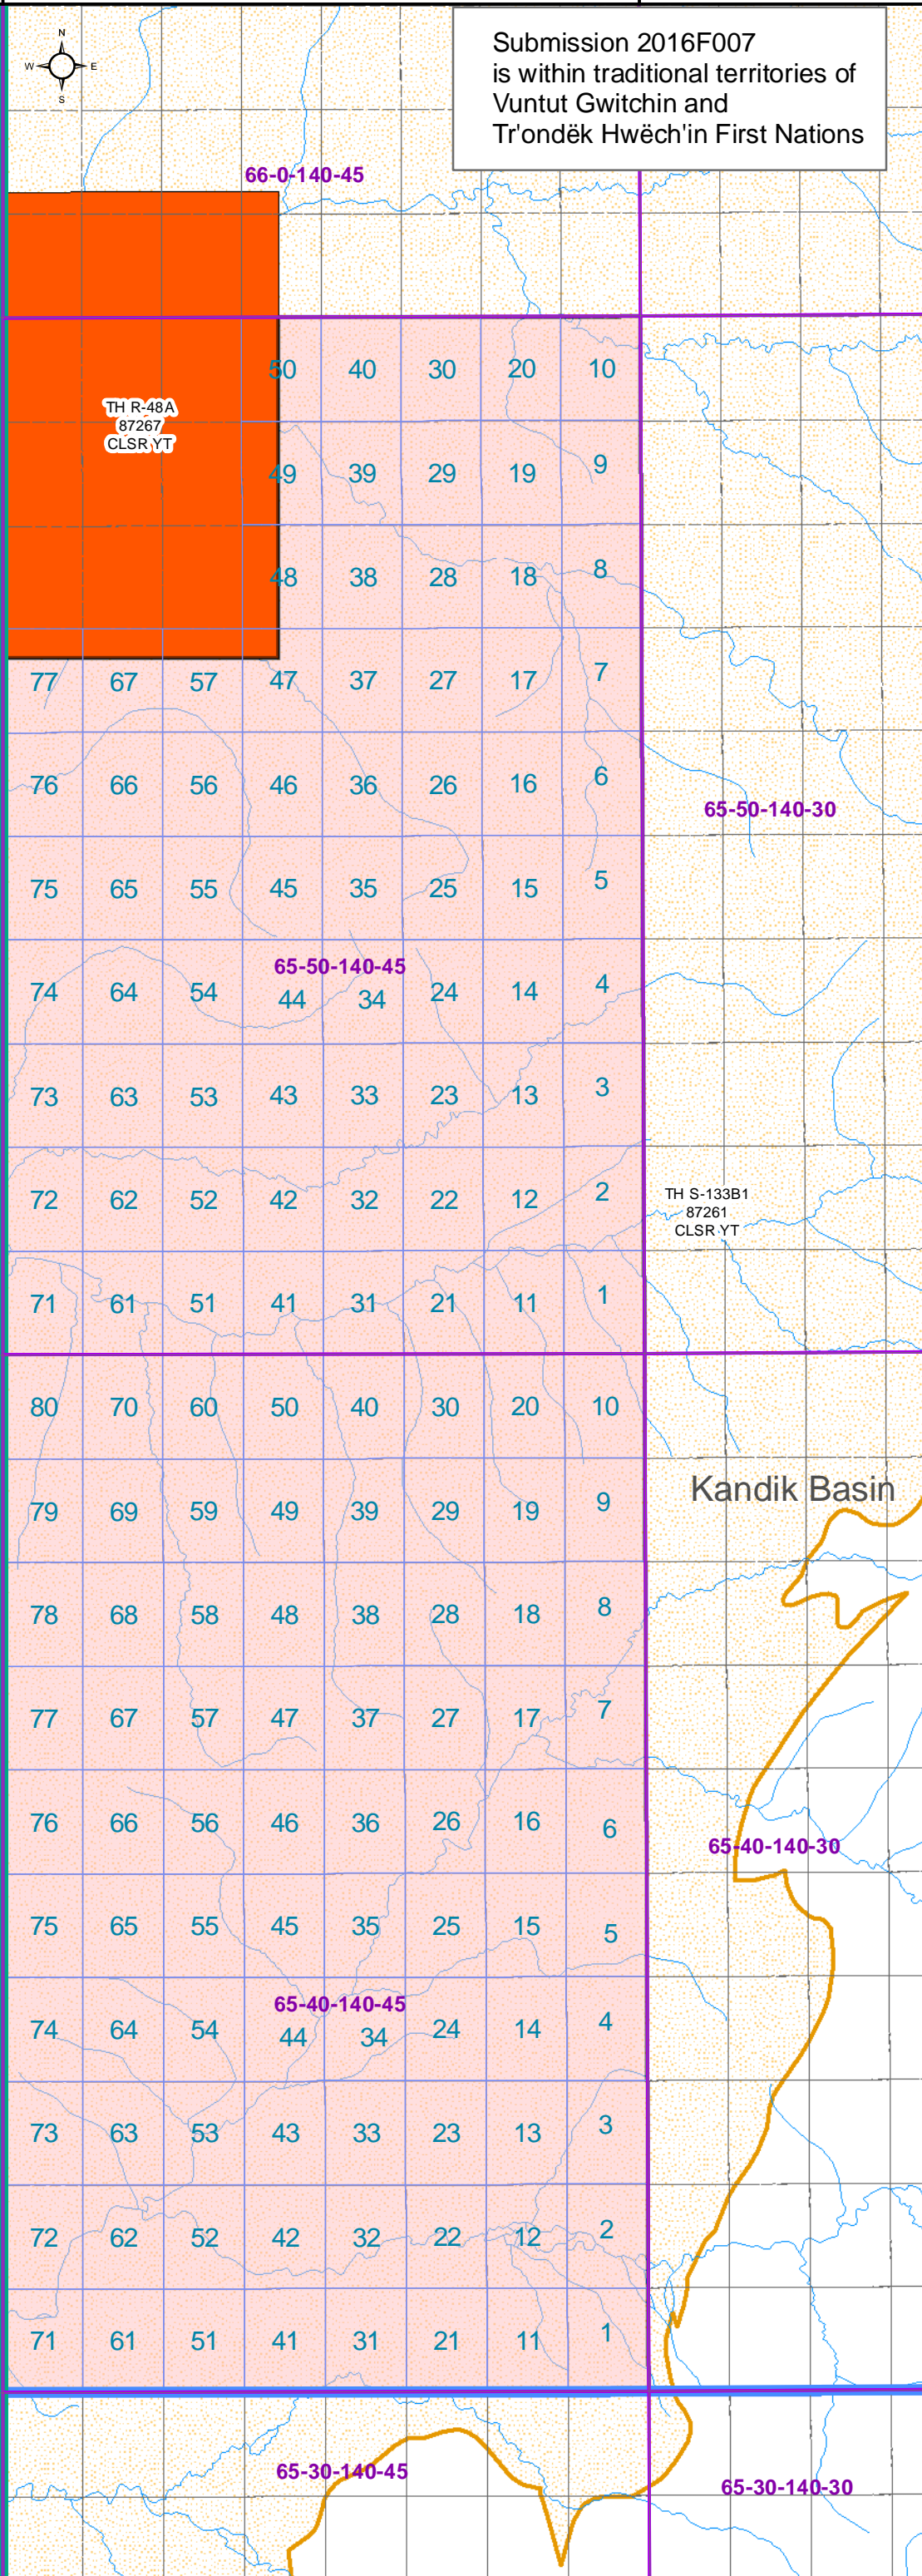 N
W E
S
Submission 2016F007
is within traditional territories of
Vuntut Gwitchin and
Tr'ondëk Hwëch'in First Nations
66-0-140-45
50 40 30 20 10
TH R-48A
87267
CLSR YT
49 39 29 19 9
48 38 28 18 8
77 67 57 47 37 27 17 7
76 66 56 46 36 26 16 6
65-50-140-30
75 65 55 45 35 25 15 5
65-50-140-45
74 64 54 44 34 24 14 4
73 63 53 43 33 23 13 3
72 62 52 42 32 22 12 2
TH S-133B1
87261
CLSR YT
71 61 51 41 31 21 11 1
80 70 60 50 40 30 20 10
Kandik Basin
79 69 59 49 39 29 19 9
78 68 58 48 38 28 18 8
77 67 57 47 37 27 17 7
76 66 56 46 36 26 16 6
65-40-140-30
75 65 55 45 35 25 15 5
65-40-140-45
74 64 54 44 34 24 14 4
73 63 53 43 33 23 13 3
72 62 52 42 32 22 12 2
71 61 51 41 31 21 11 1
65-30-140-45
65-30-140-30